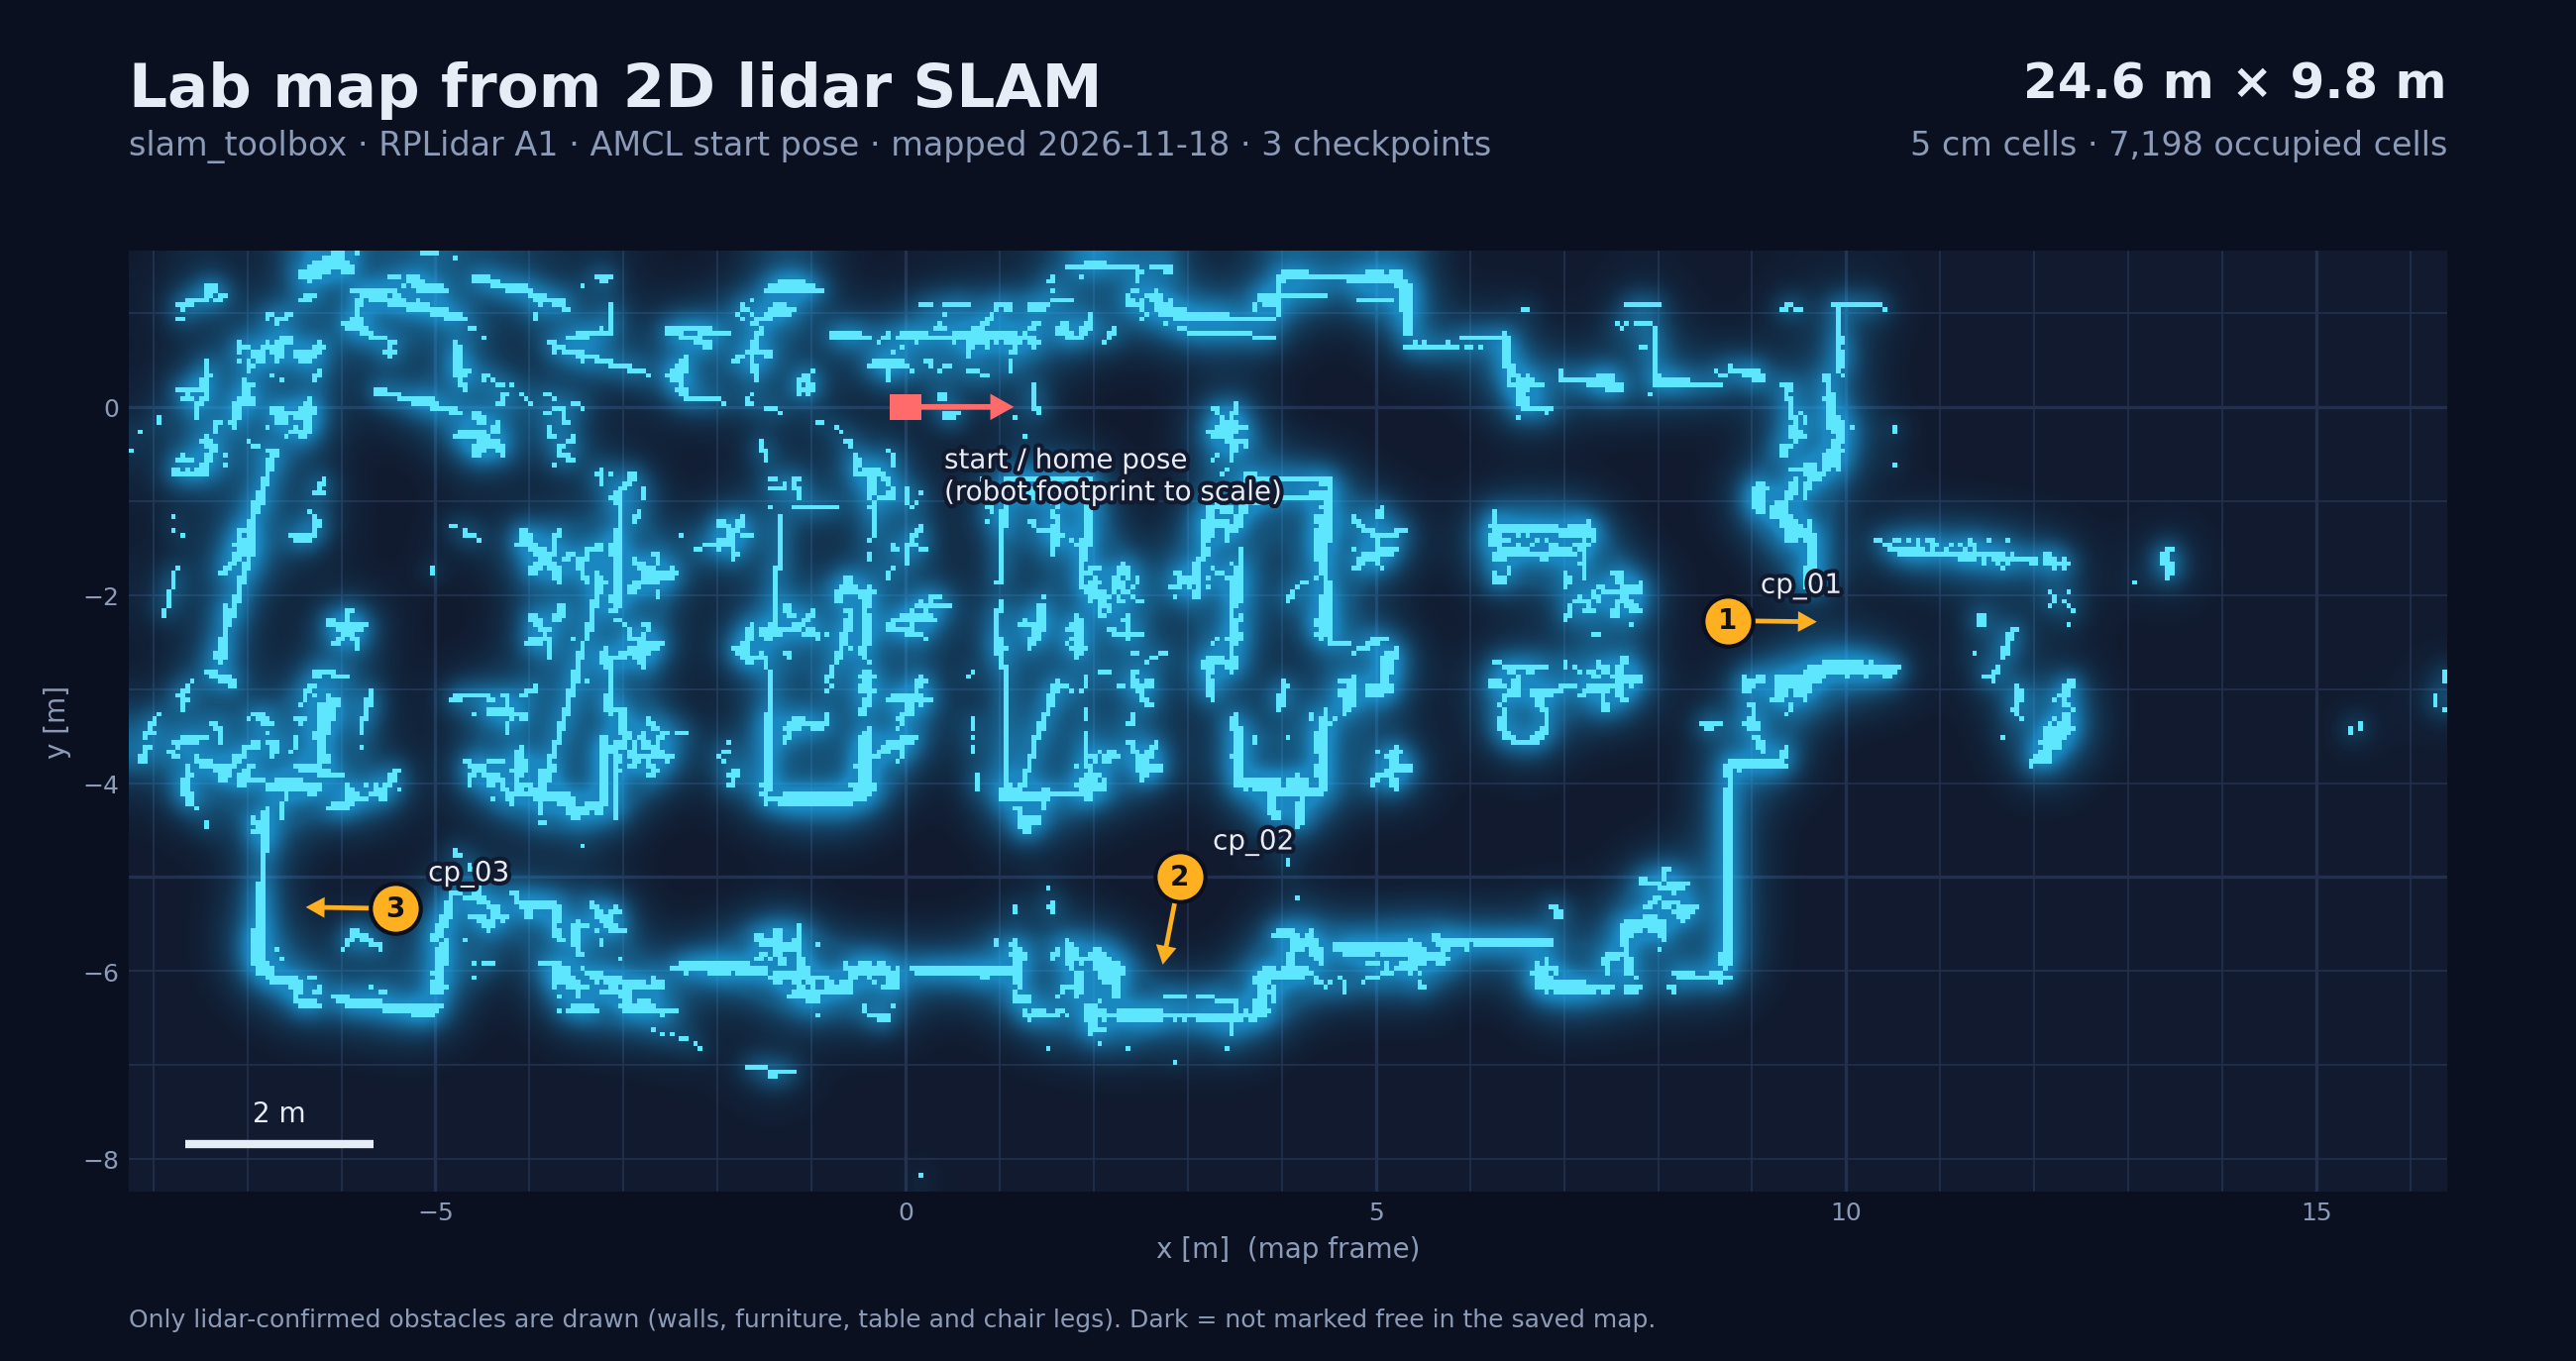 Lab map from 2D lidar SLAM
24.6 m × 9.8 m
slam_toolbox · RPLidar A1 · AMCL start pose · mapped 2026-11-18 · 3 checkpoints
5 cm cells · 7,198 occupied cells
0
−2
−4
−6
−8
y [m]
start / home pose
(robot footprint to scale)
cp_01
1
cp_02
2
cp_03
3
2 m
−5
0
5
10
15
x [m]  (map frame)
Only lidar-confirmed obstacles are drawn (walls, furniture, table and chair legs). Dark = not marked free in the saved map.